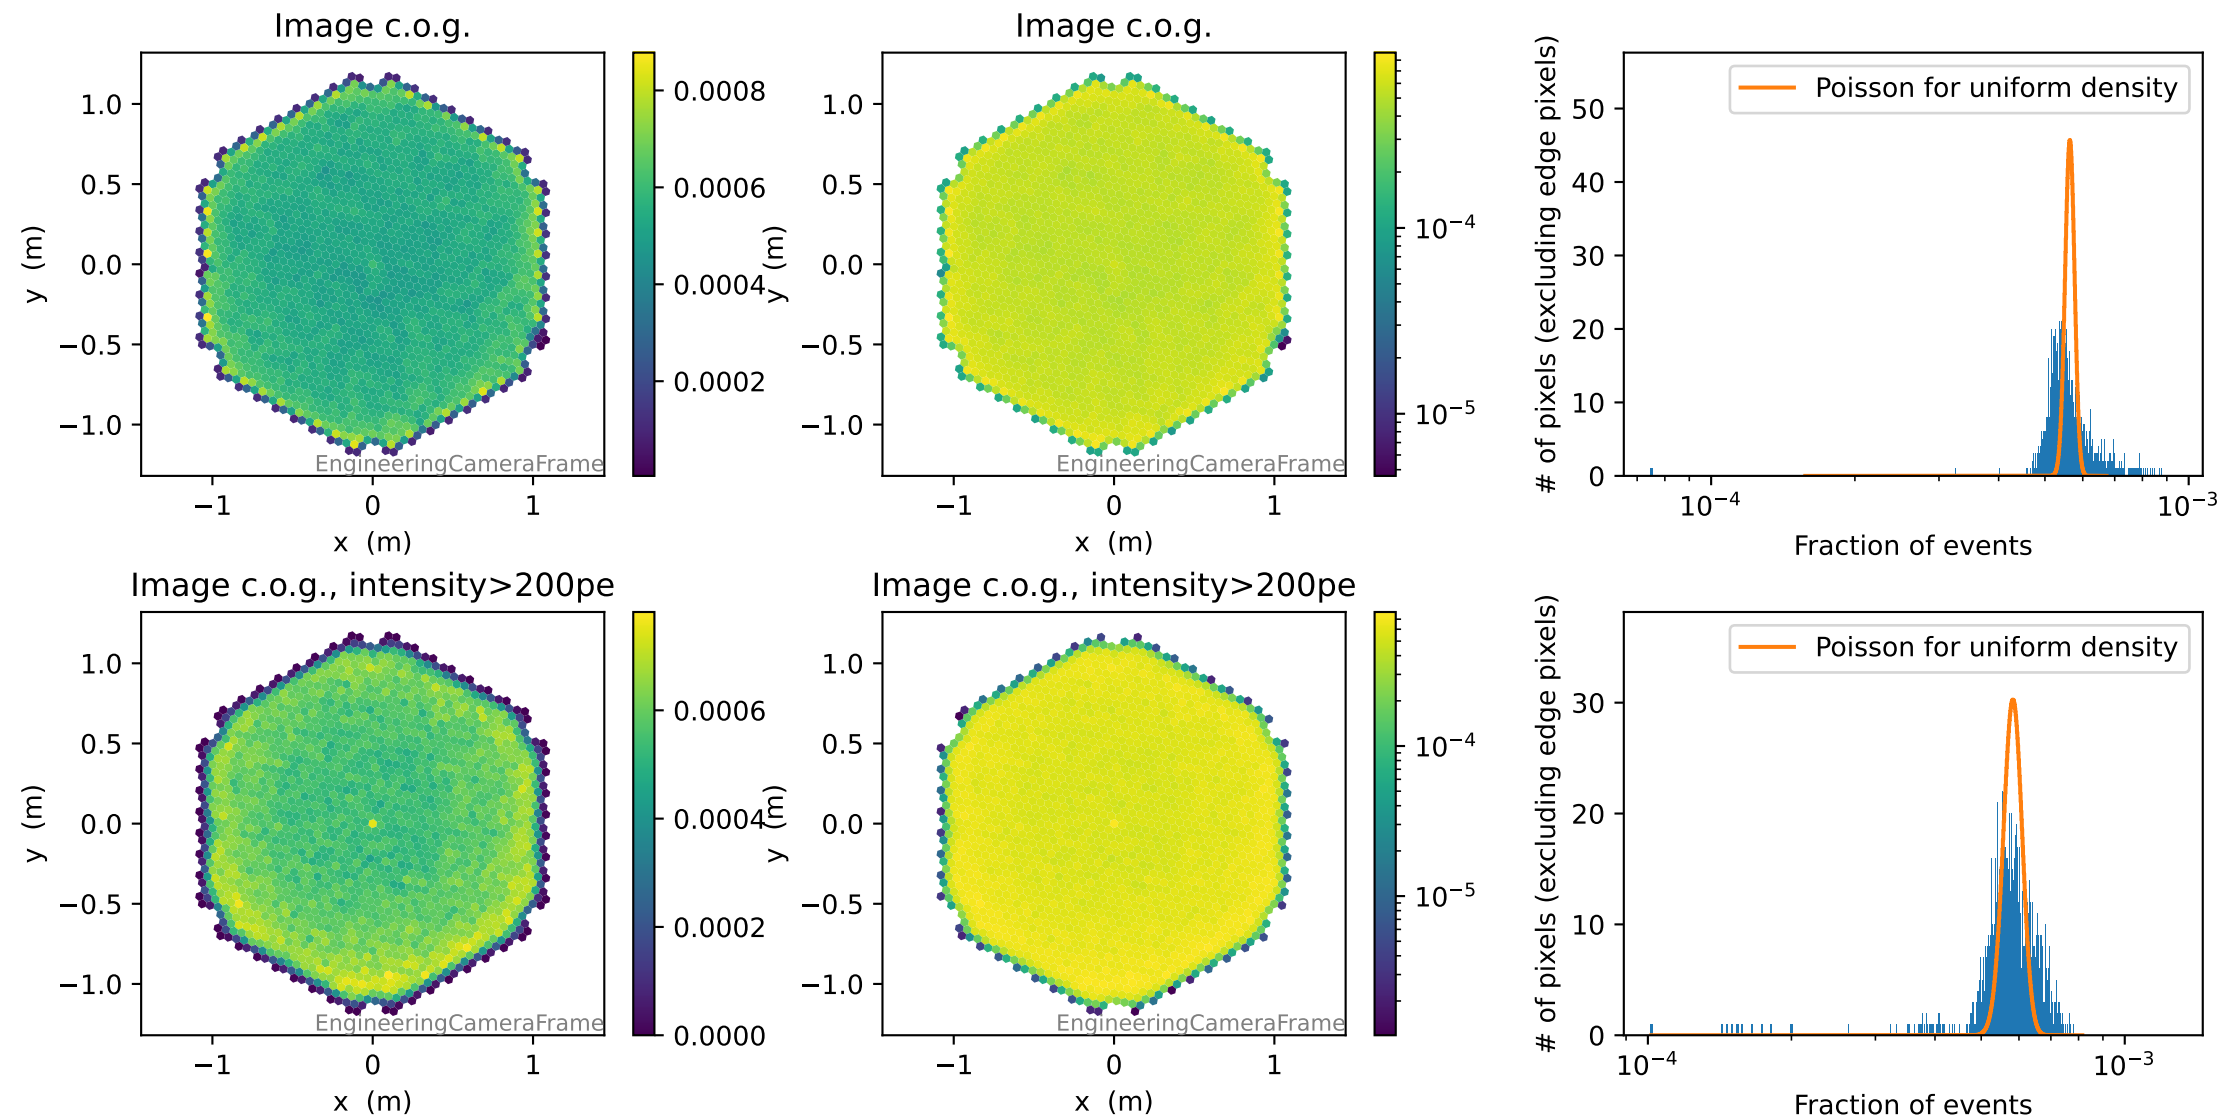 Image c.o.g.
y (m)
1.0
0.5
0.0
−0.5
−1.0
−1
0
1
x (m)
EngineeringCameraFrame
0.0008
0.0006
0.0004
0.0002
Image c.o.g.
y (m)
1.0
0.5
0.0
−0.5
−1.0
−1
0
1
x (m)
EngineeringCameraFrame
10⁻⁴
10⁻⁵
# of pixels (excluding edge pixels)
50
40
30
20
10
0
Poisson for uniform density
10⁻⁴
10⁻³
Fraction of events
Image c.o.g., intensity>200pe
y (m)
1.0
0.5
0.0
−0.5
−1.0
−1
0
1
x (m)
EngineeringCameraFrame
0.0006
0.0004
0.0002
0.0000
Image c.o.g., intensity>200pe
y (m)
1.0
0.5
0.0
−0.5
−1.0
−1
0
1
x (m)
EngineeringCameraFrame
10⁻⁴
10⁻⁵
# of pixels (excluding edge pixels)
30
20
10
0
Poisson for uniform density
10⁻⁴
10⁻³
Fraction of events